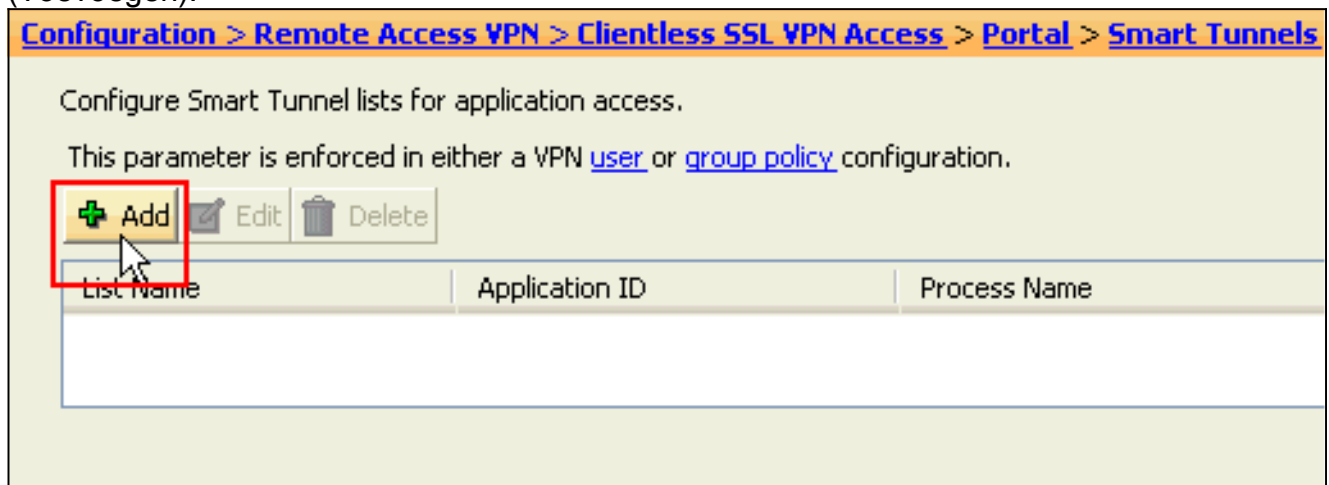 Configuration > Remote Access VPN > Clientless SSL VPN Access > Portal > Smart Tunnels
Configure Smart Tunnel lists for application access.
This parameter is enforced in either a VPN user or group policy configuration.
Add Edit Delete
List Name Application ID Process Name